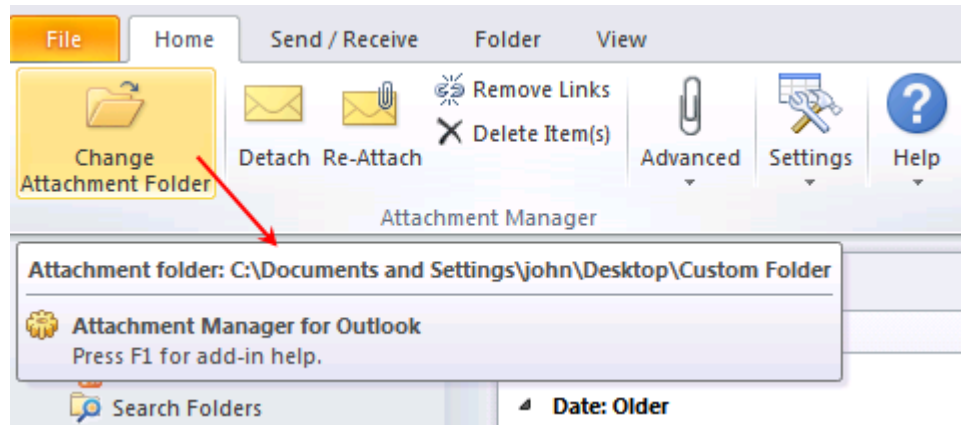 File Home Send / Receive Folder View
Change
Attachment Folder
Detach Re-Attach
Remove Links
Delete Item(s)
Advanced
Settings
Help
Attachment Manager
Attachment folder: C:\Documents and Settings\john\Desktop\Custom Folder
Attachment Manager for Outlook
Press F1 for add-in help.
Search Folders
Date: Older